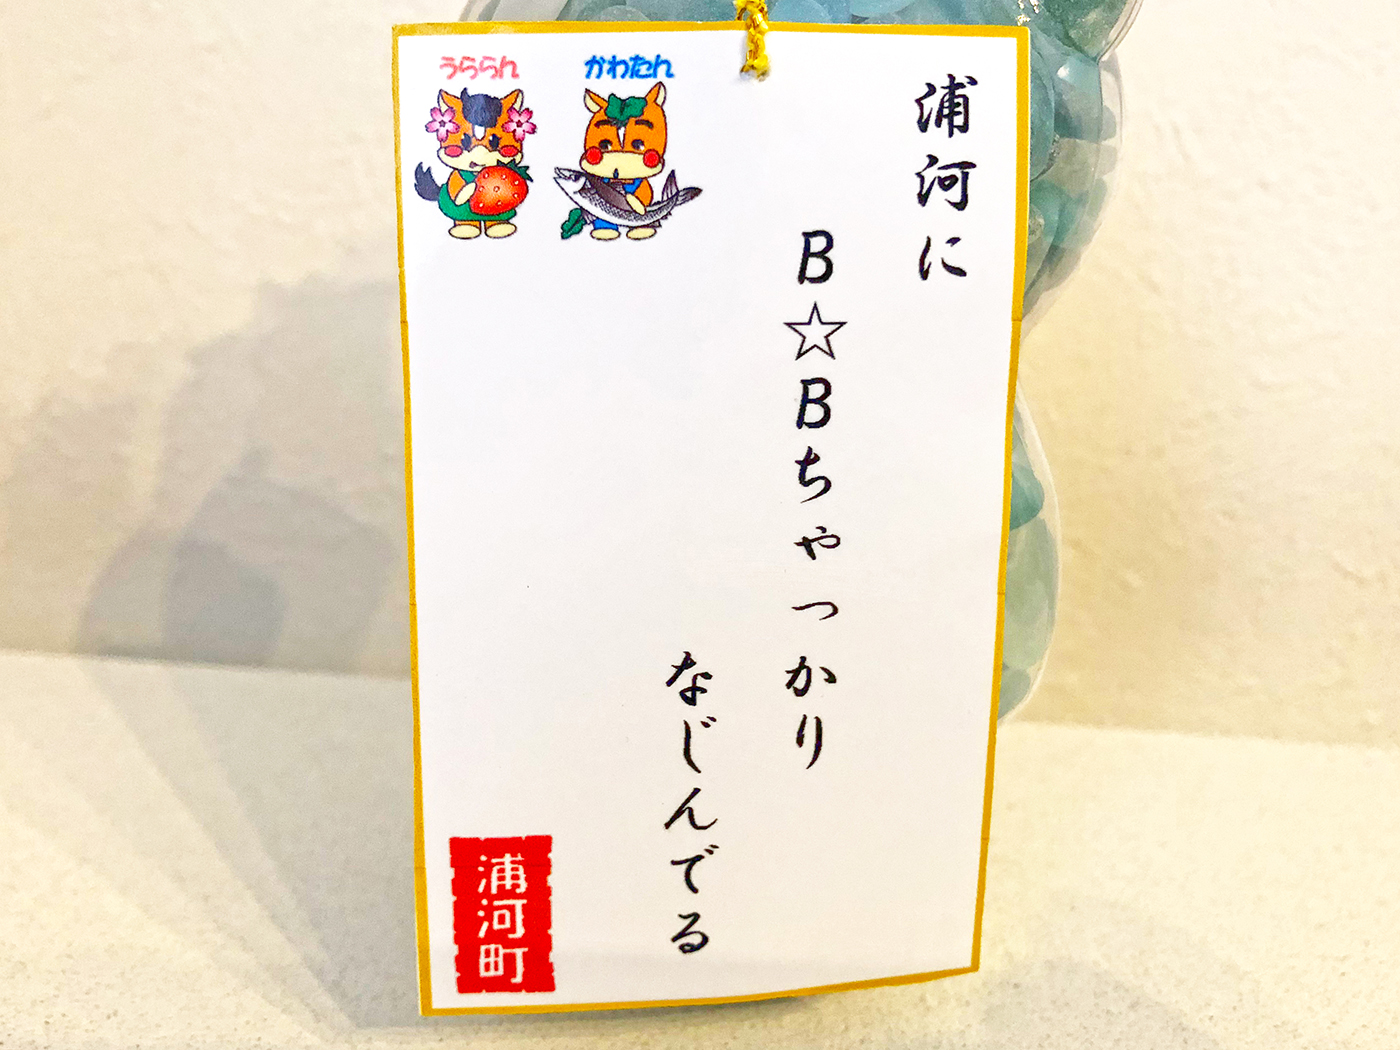 うららん
かわたん
浦河に
B☆Bちゃっかり
なじんでる
浦河町